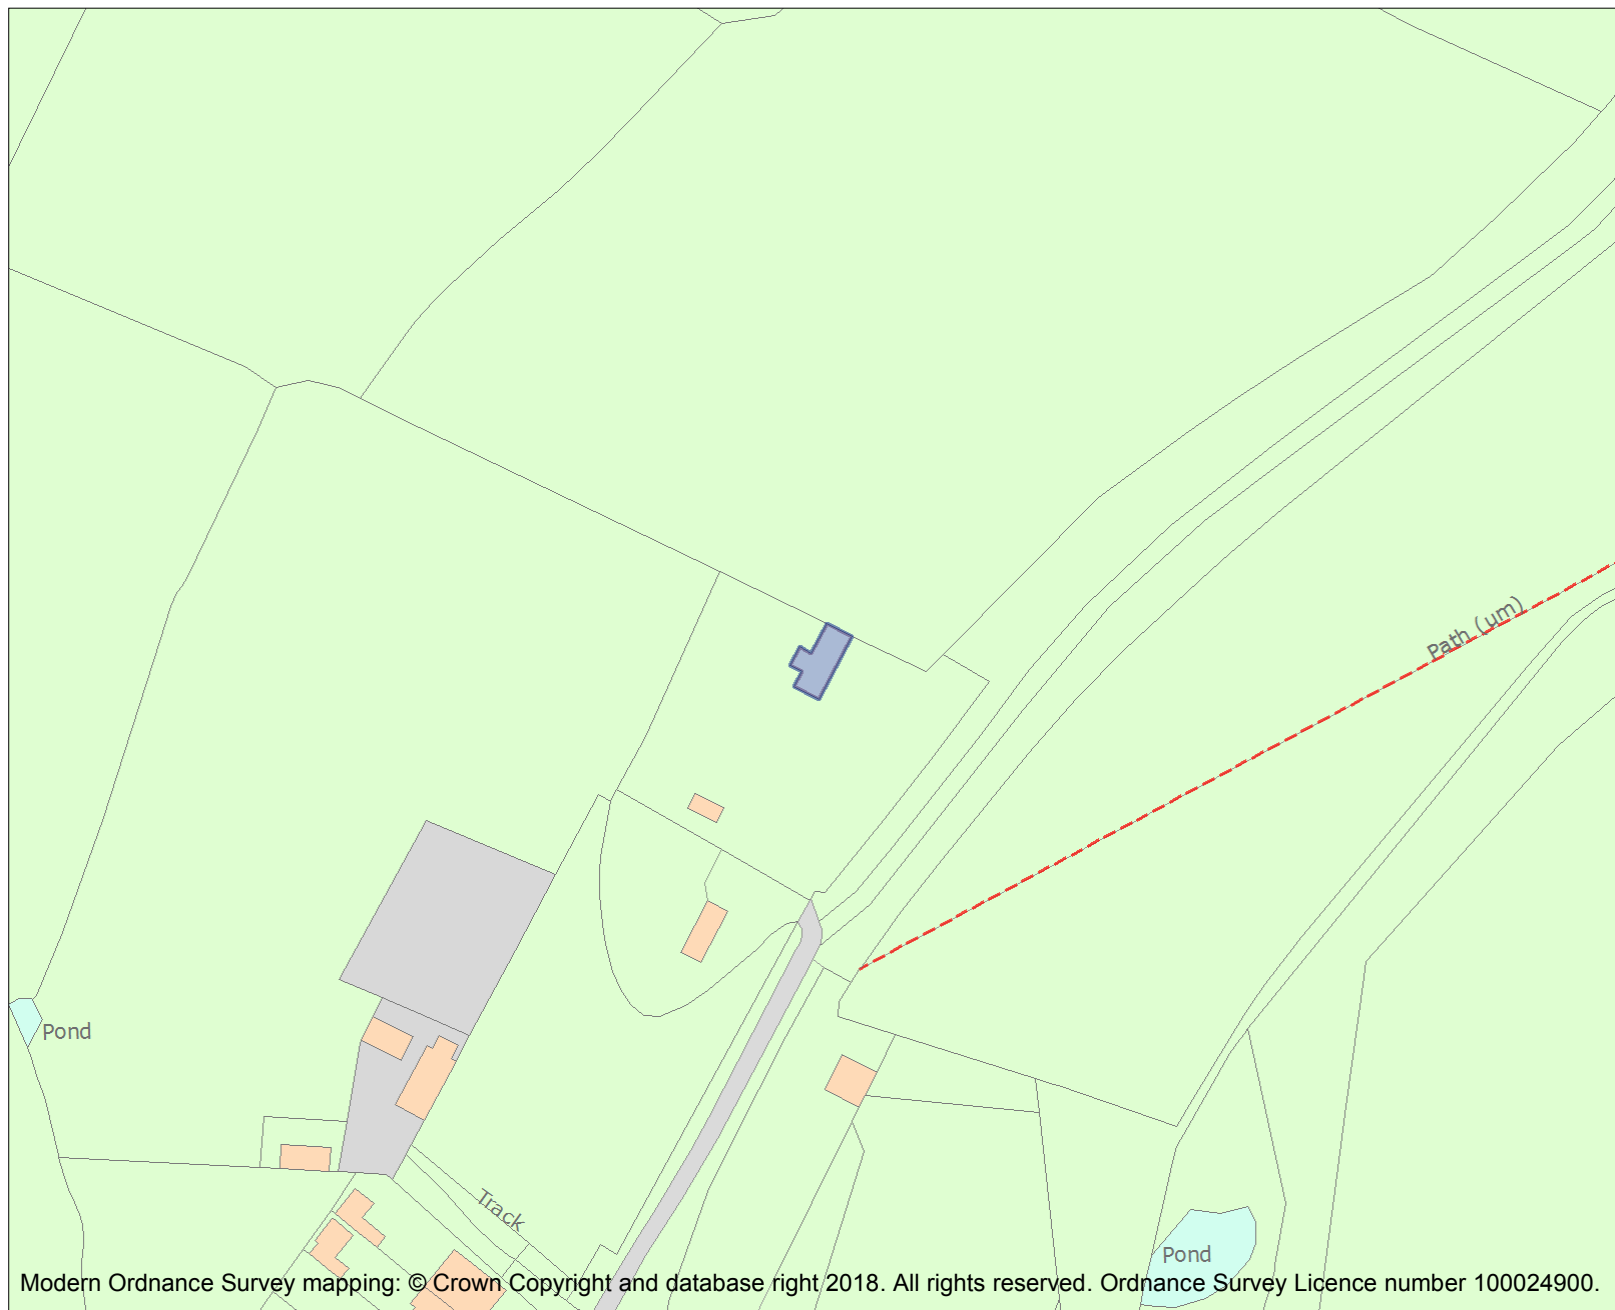 Path (um)
Pond
Track
Pond
Modern Ordnance Survey mapping: © Crown Copyright and database right 2018. All rights reserved. Ordnance Survey Licence number 100024900.